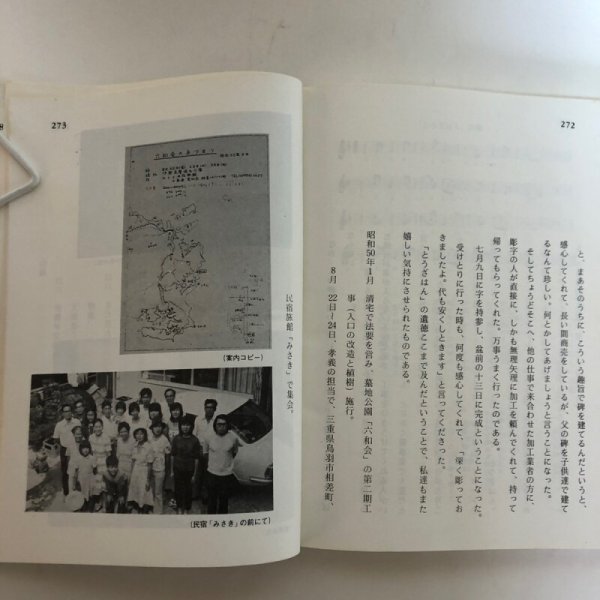 272
と、まあそのうちに、こういう趣旨で碑を建てるんだというと、
感心してくれて、長い間商売をしているが、父の碑を子供達で建て
るなんて珍しい。何とかしてあげましょうと言うことになった。
そしてちょうどそこへ、他の仕事で来合わせた加工業者の方に、
彫字の人が直接に、しかも無理矢理に加工を頼んでくれて、持って
帰ってもらってくれた。万事うまく行ったのである。
七月九日に字を持参し、盆前の十三日に完成ということになった。
受けとりに行った時も、何度も感心してくれて、「深く彫ってお
きましたよ。代も安くしときます」と言ってくださった。
「とうざはん」の遺徳ここまで及んだということで、私達もまた
嬉しい気持にさせられたものである。
昭和50年1月 清宅で法要を営み、墓地公園「六和会」の第二期工
事(入口の改造と植樹)施行。
8月 22日〜24日、孝義の担当で、三重県鳥羽市相差町、
273
民宿旅館「みさき」で集会。
(案内コピー)
(民宿「みさき」の前にて)